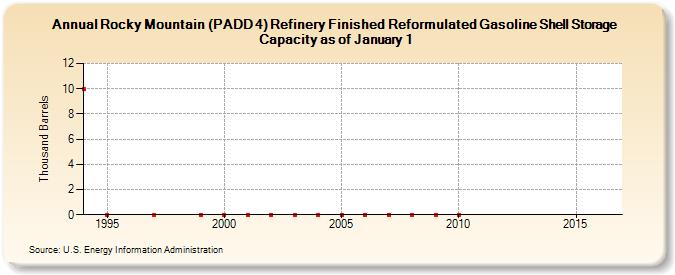 Annual Rocky Mountain (PADD 4) Refinery Finished Reformulated Gasoline Shell Storage
Capacity as of January 1
Thousand Barrels
12
10
8
6
4
2
0
1995 2000 2005 2010 2015
Source: U.S. Energy Information Administration